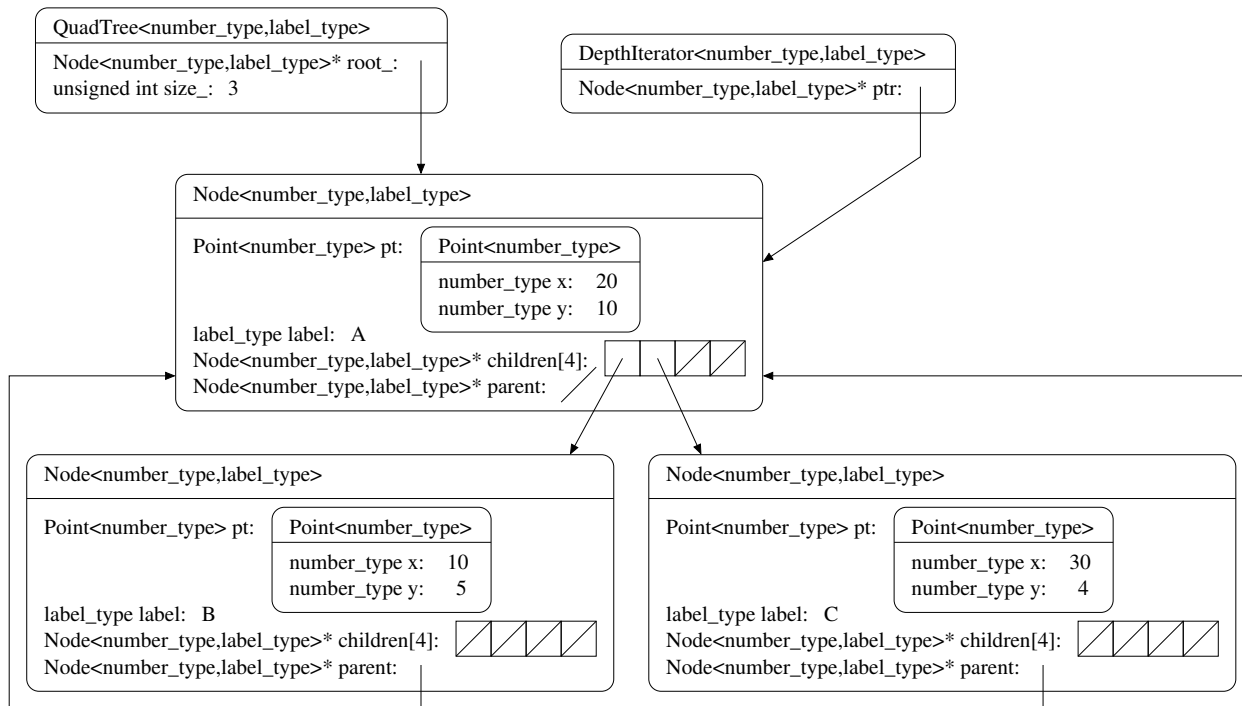 QuadTree<number_type,label_type>
Node<number_type,label_type>* root_:
unsigned int size_: 3
DepthIterator<number_type,label_type>
Node<number_type,label_type>* ptr:
Node<number_type,label_type>
Point<number_type> pt:
Point<number_type>
number_type x: 20
number_type y: 10
label_type label: A
Node<number_type,label_type>* children[4]:
Node<number_type,label_type>* parent:
Node<number_type,label_type>
Point<number_type> pt:
Point<number_type>
number_type x: 10
number_type y: 5
label_type label: B
Node<number_type,label_type>* children[4]:
Node<number_type,label_type>* parent:
Node<number_type,label_type>
Point<number_type> pt:
Point<number_type>
number_type x: 30
number_type y: 4
label_type label: C
Node<number_type,label_type>* children[4]:
Node<number_type,label_type>* parent: